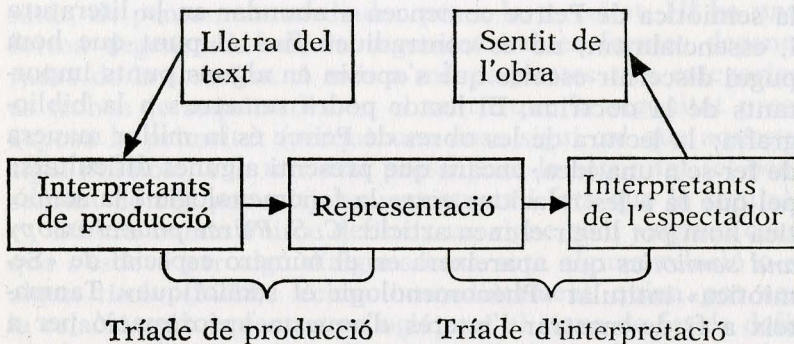 Lletra del
text
Sentit de
l'obra
Interpretants
de producció
Representació
Interpretants
de l'espectador
Tríade de producció
Tríade d'interpretació